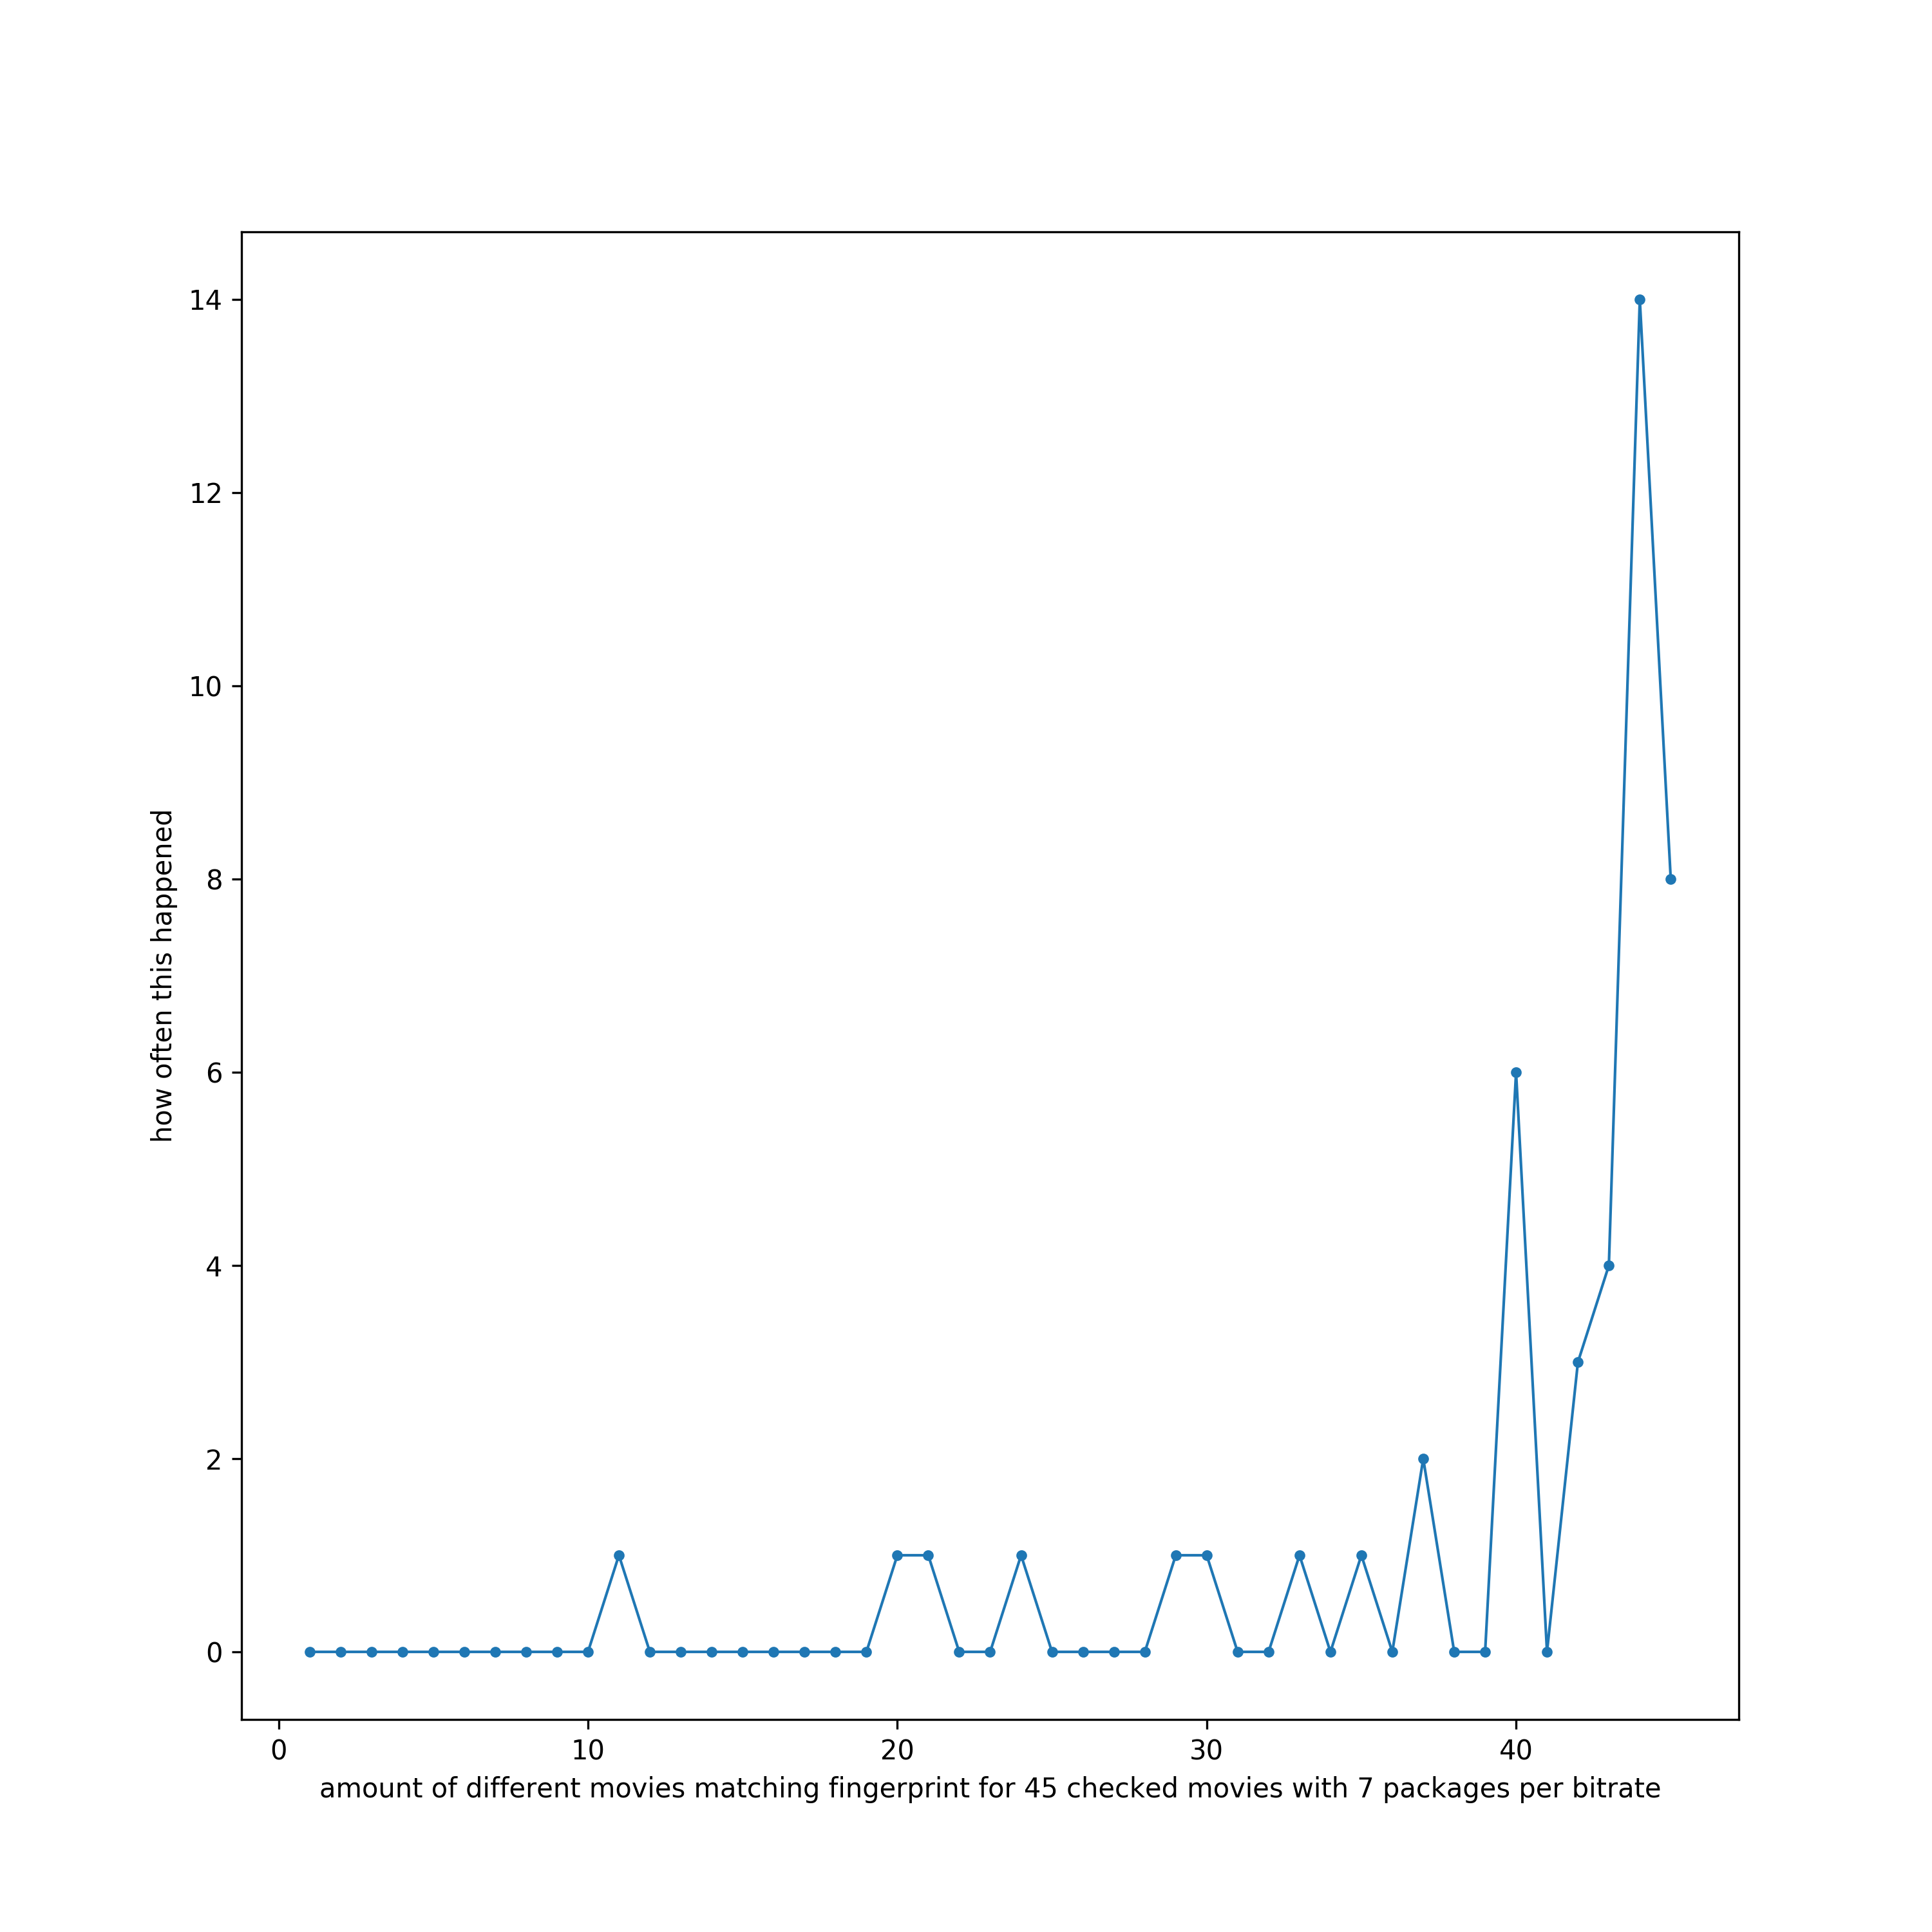 14
12
10
8
6
4
2
0
how often this happened
0 10 20 30 40
amount of different movies matching fingerprint for 45 checked movies with 7 packages per bitrate